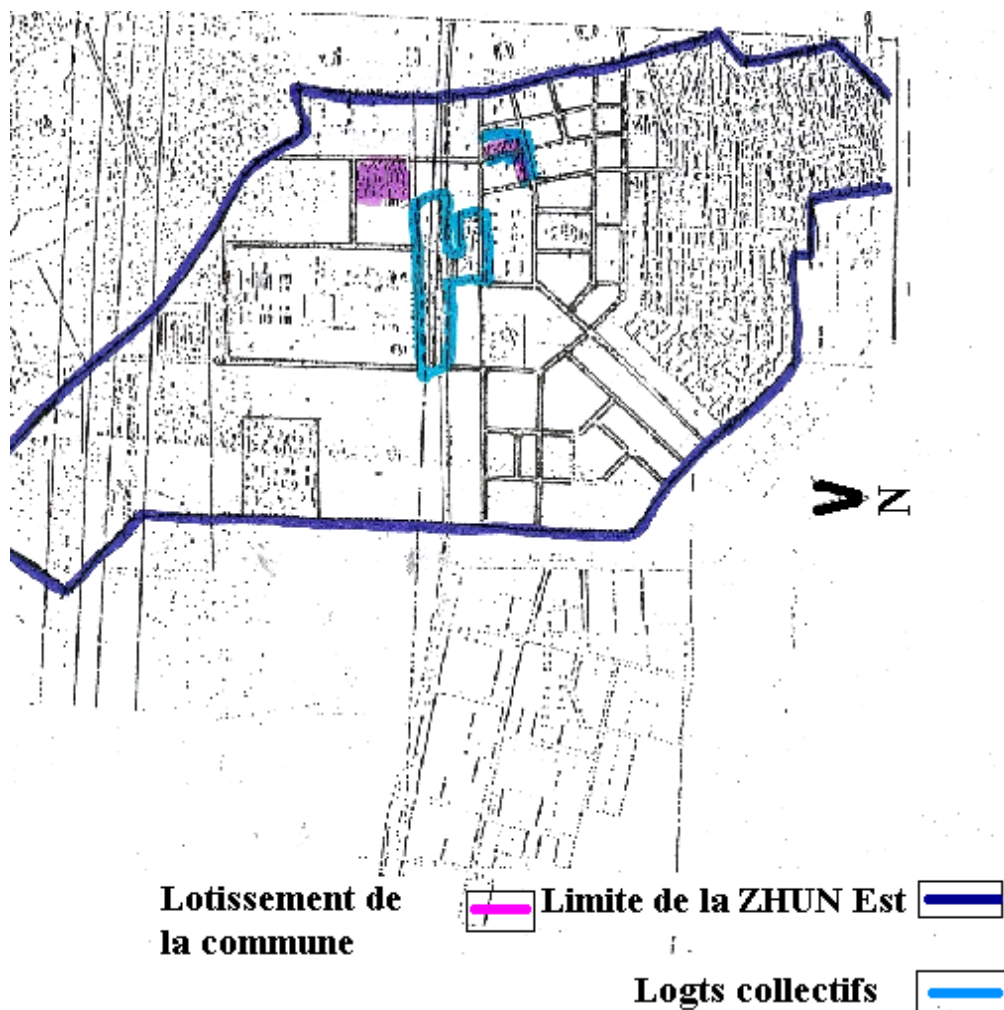 N
Lotissement de
la commune
Limite de la ZHUN Est
Logts collectifs